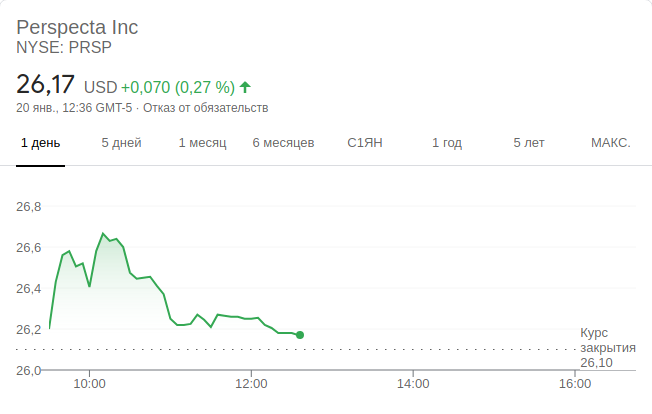 Perspecta Inc
NYSE: PRSP
26,17 USD +0,070 (0,27 %)
20 янв., 12:36 GMT-5 · Отказ от обязательств
1 день 5 дней 1 месяц 6 месяцев С1ЯН 1 год 5 лет МАКС.
26,8
26,6
26,4
26,2
Курс
закрытия
26,10
26,0
10:00 12:00 14:00 16:00